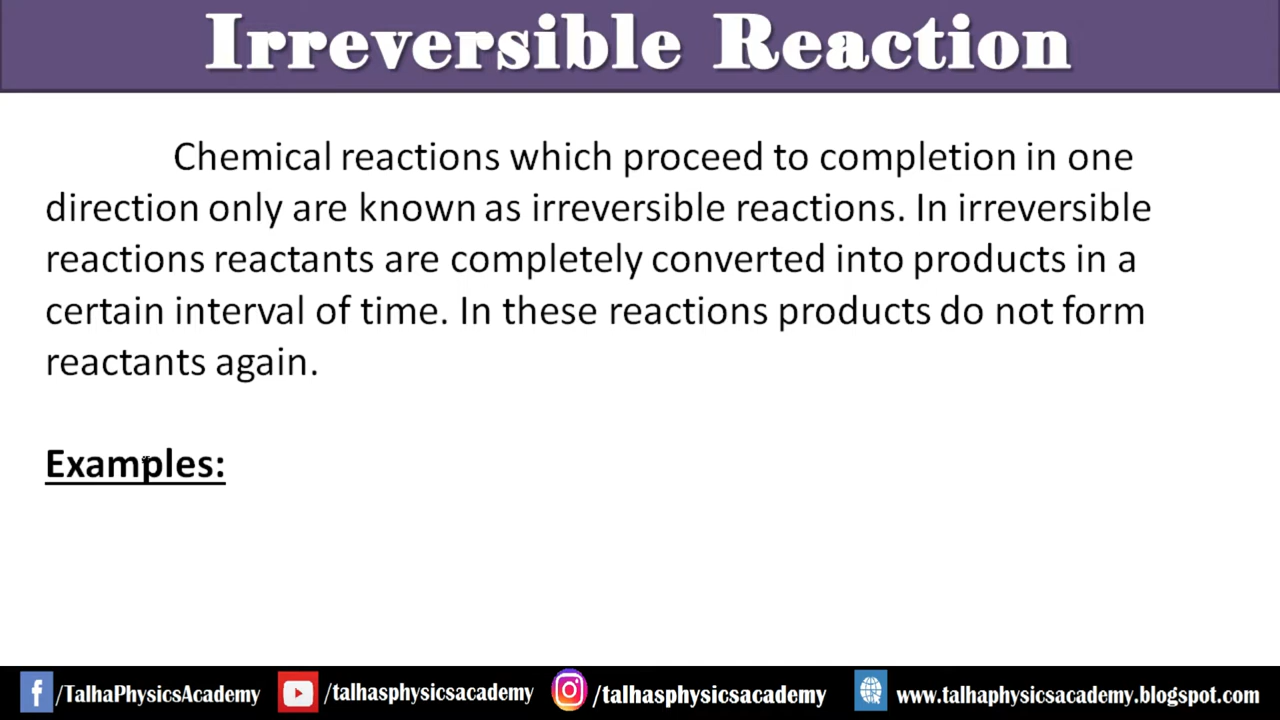 Irreversible Reaction
Chemical reactions which proceed to completion in one
direction only are known as irreversible reactions. In irreversible
reactions reactants are completely converted into products in a
certain interval of time. In these reactions products do not form
reactants again.
Examples:
/TalhaPhysicsAcademy /talhasphysicsacademy /talhasphysicsacademy www.talhaphysicsacademy.blogspot.com